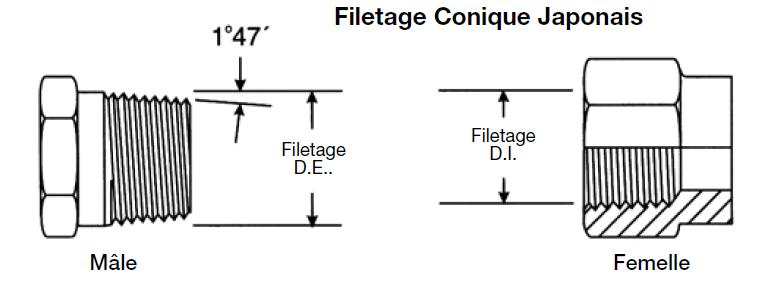 Filetage Conique Japonais
1°47′
Filetage
D.E..
Filetage
D.I.
Mâle
Femelle